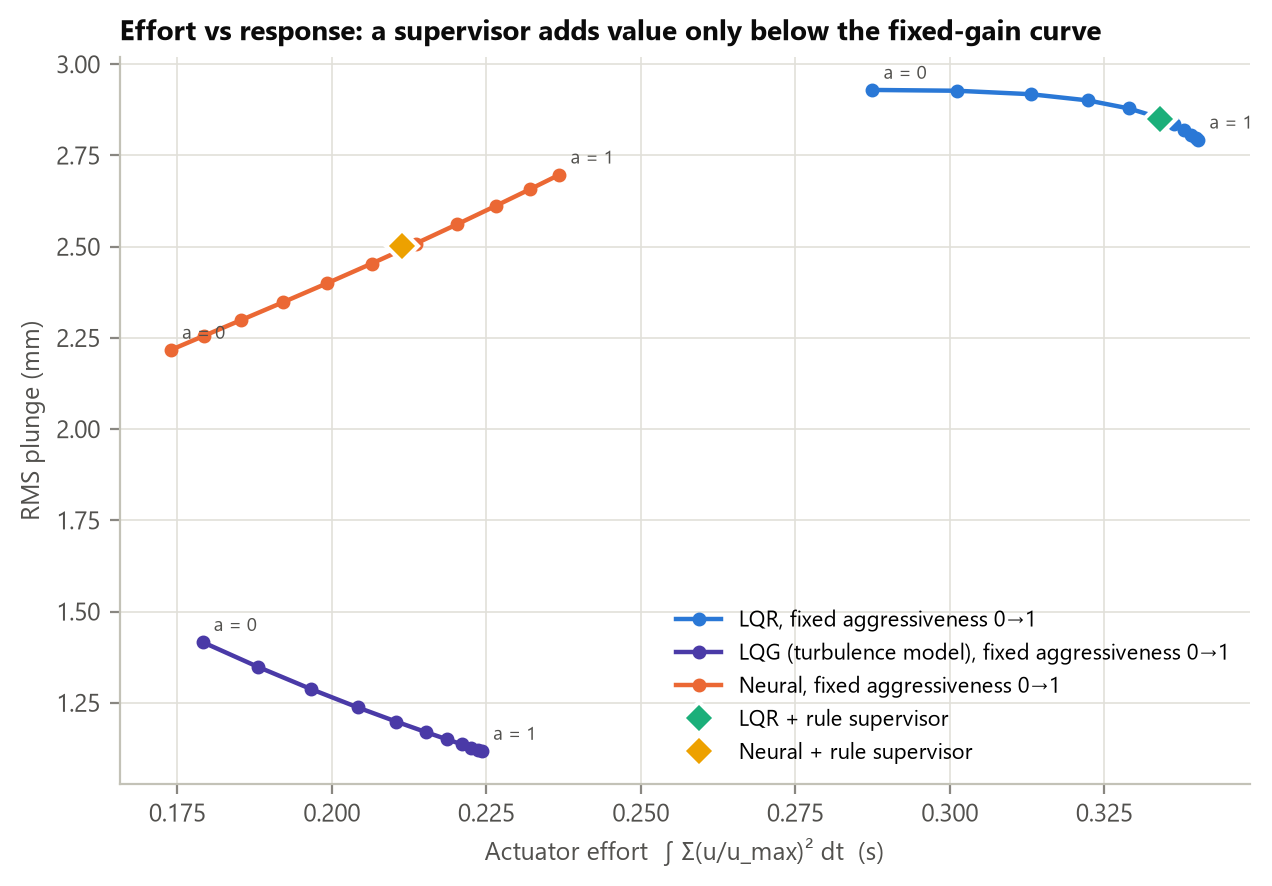 Effort vs response: a supervisor adds value only below the fixed-gain curve
3.00
2.75
2.50
2.25
2.00
1.75
1.50
1.25
RMS plunge (mm)
a = 0
a = 1
a = 1
a = 0
a = 0
a = 1
LQR, fixed aggressiveness 0→1
LQG (turbulence model), fixed aggressiveness 0→1
Neural, fixed aggressiveness 0→1
LQR + rule supervisor
Neural + rule supervisor
0.175 0.200 0.225 0.250 0.275 0.300 0.325
Actuator effort ∫ Σ(u/u_max)² dt (s)